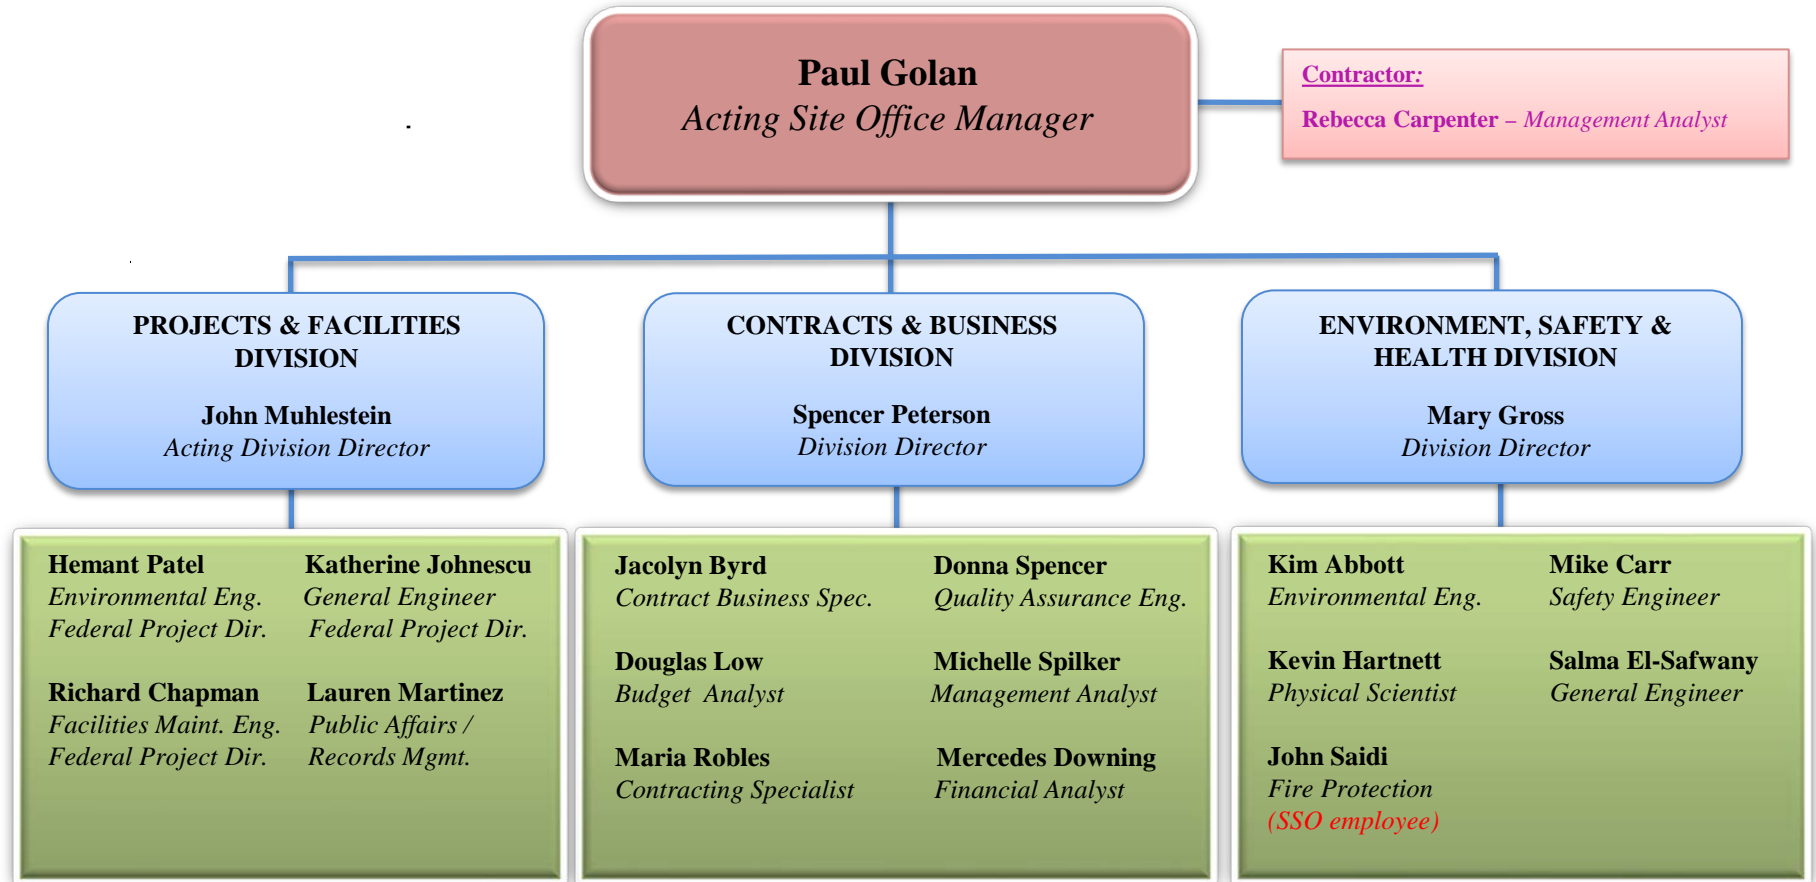 Paul Golan
Acting Site Office Manager
Contractor:
Rebecca Carpenter – Management Analyst
PROJECTS & FACILITIES
DIVISION
John Muhlestein
Acting Division Director
CONTRACTS & BUSINESS
DIVISION
Spencer Peterson
Division Director
ENVIRONMENT, SAFETY &
HEALTH DIVISION
Mary Gross
Division Director
Hemant Patel
Environmental Eng.
Federal Project Dir.
Katherine Johnescu
General Engineer
Federal Project Dir.
Richard Chapman
Facilities Maint. Eng.
Federal Project Dir.
Lauren Martinez
Public Affairs /
Records Mgmt.
Jacolyn Byrd
Contract Business Spec.
Donna Spencer
Quality Assurance Eng.
Douglas Low
Budget Analyst
Michelle Spilker
Management Analyst
Maria Robles
Contracting Specialist
Mercedes Downing
Financial Analyst
Kim Abbott
Environmental Eng.
Mike Carr
Safety Engineer
Kevin Hartnett
Physical Scientist
Salma El-Safwany
General Engineer
John Saidi
Fire Protection
(SSO employee)